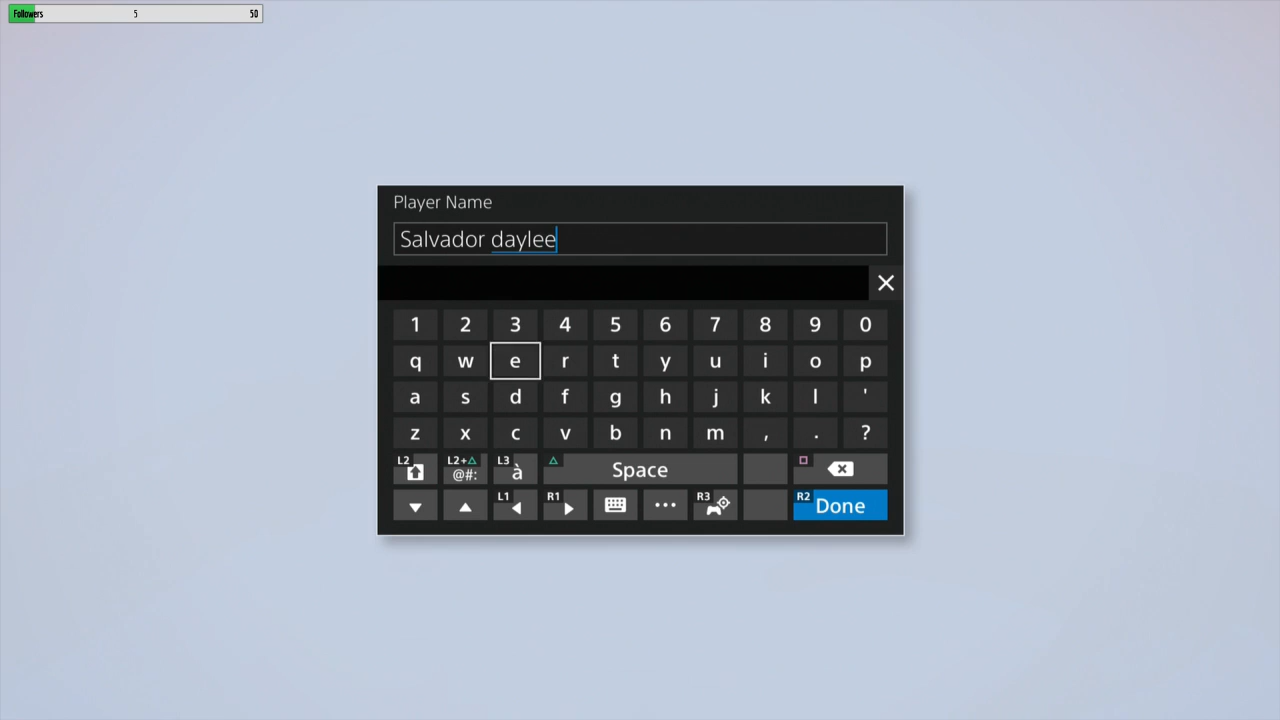 Followers 5 50
Player Name
Salvador daylee
1 2 3 4 5 6 7 8 9 0
q w e r t y u i o p
a s d f g h j k l '
z x c v b n m , . ?
L2 L2+△ @#: L3 à △ Space
L1 R1 ... R3 R2 Done